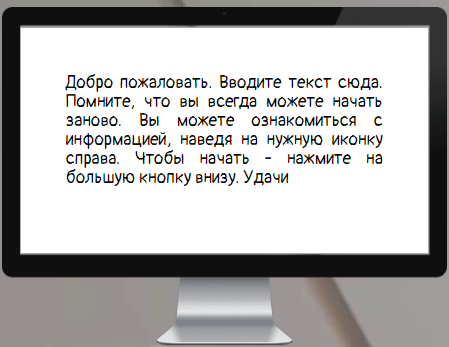 Добро пожаловать. Вводите текст сюда.
Помните, что вы всегда можете начать
заново. Вы можете ознакомиться с
информацией, наведя на нужную иконку
справа. Чтобы начать - нажмите на
большую кнопку внизу. Удачи